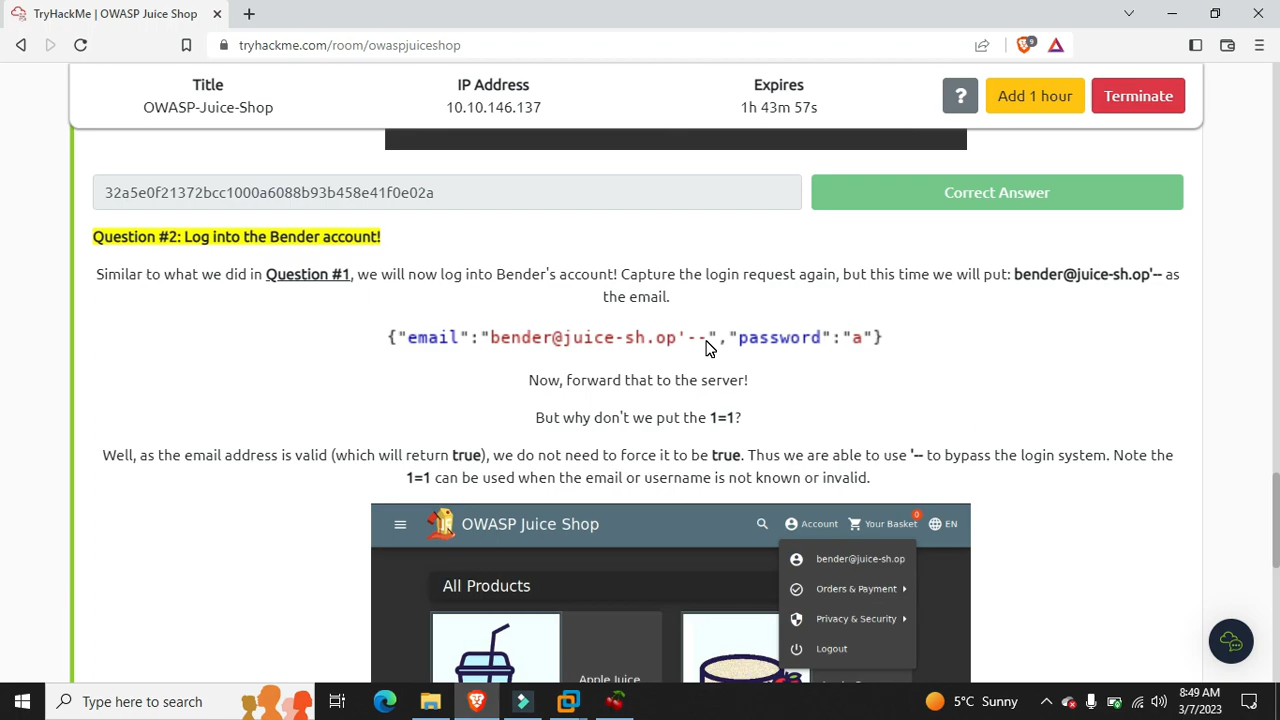 TryHackMe | OWASP Juice Shop
tryhackme.com/room/owaspjuiceshop
9
Title
OWASP-Juice-Shop
IP Address
10.10.146.137
Expires
1h 43m 57s
?
Add 1 hour
Terminate
32a5e0f21372bcc1000a6088b93b458e41f0e02a
Correct Answer
Question #2: Log into the Bender account!
Similar to what we did in Question #1, we will now log into Bender's account! Capture the login request again, but this time we will put: bender@juice-sh.op'-- as
the email.
{"email":"bender@juice-sh.op'--","password":"a"}
Now, forward that to the server!
But why don't we put the 1=1?
Well, as the email address is valid (which will return true), we do not need to force it to be true. Thus we are able to use '-- to bypass the login system. Note the
1=1 can be used when the email or username is not known or invalid.
OWASP Juice Shop
Account
Your Basket
0
EN
bender@juice-sh.op
Orders & Payment
Privacy & Security
Logout
All Products
Apple Juice
Type here to search
5°C Sunny
8:49 AM
3/7/2023